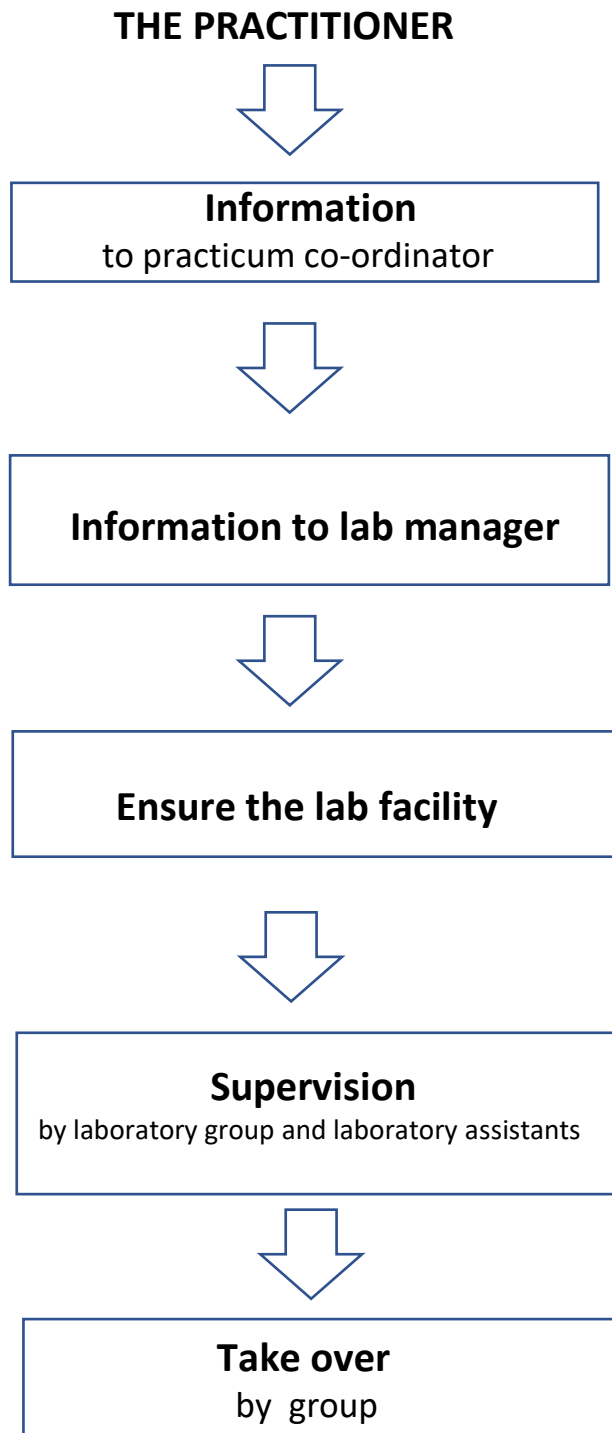 THE PRACTITIONER
Information
to practicum co-ordinator
Information to lab manager
Ensure the lab facility
Supervision
by laboratory group and laboratory assistants
Take over
by group